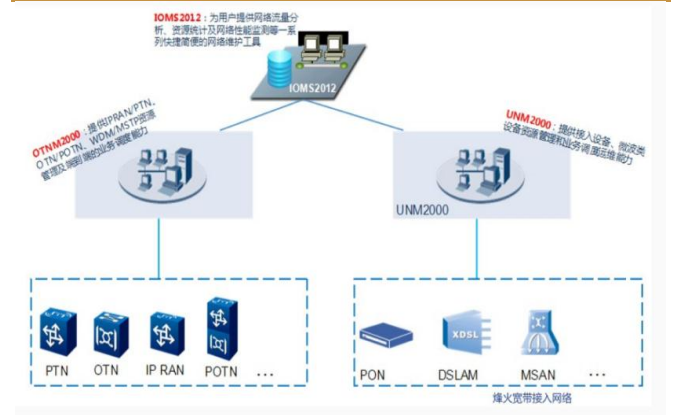 IOMS2012：为用户提供网络流量分
析、资源统计及网络性能监测等一系
列快捷简便的网络维护工具
IOMS2012
OTNM2000：提供IPRAN/PTN、
OTN/POTN、WDM/MSTP资源
管理及端到端的业务调度能力
UNM2000：提供接入设备、微波类
设备资源管理和业务调度运维能力
UNM2000
PTN
OTN
IP RAN
POTN
...
XDSL
PON
DSLAM
MSAN
...
烽火宽带接入网络